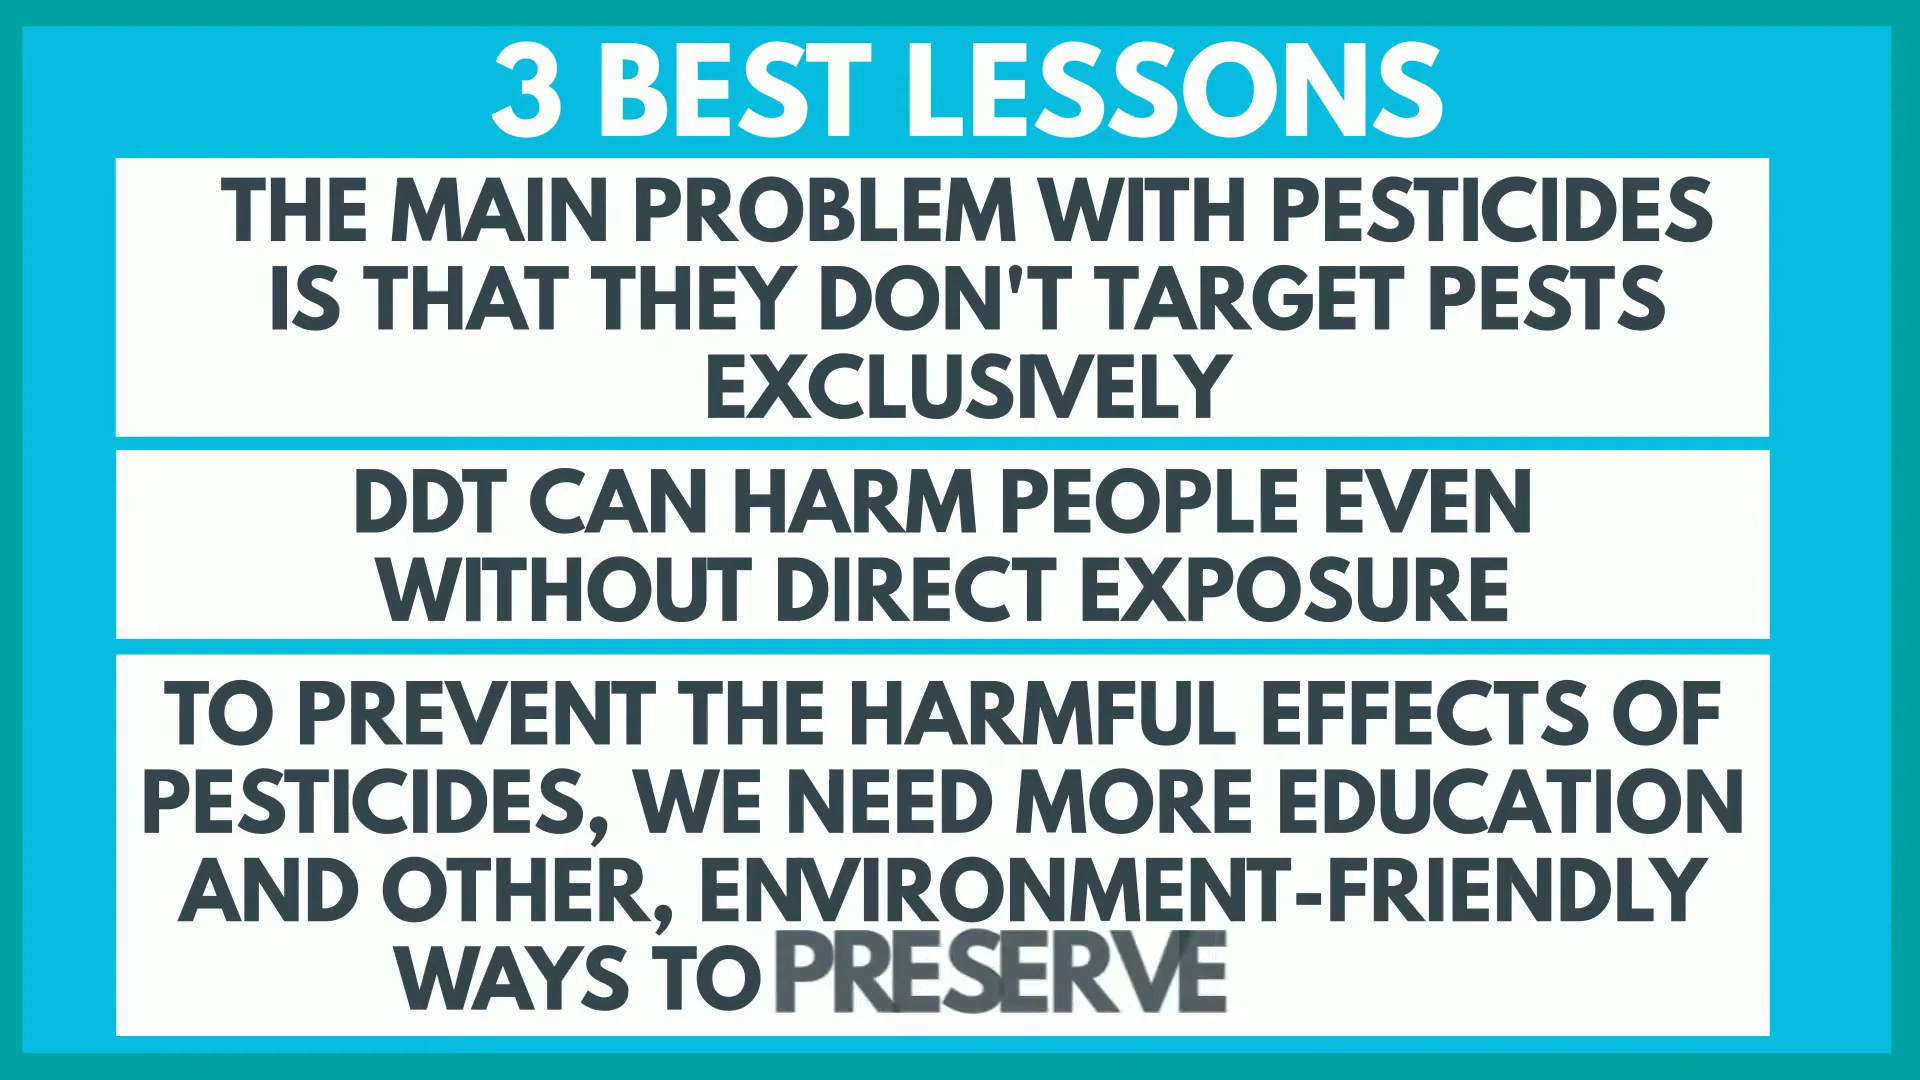 3 BEST LESSONS
THE MAIN PROBLEM WITH PESTICIDES
IS THAT THEY DON'T TARGET PESTS
EXCLUSIVELY
DDT CAN HARM PEOPLE EVEN
WITHOUT DIRECT EXPOSURE
TO PREVENT THE HARMFUL EFFECTS OF
PESTICIDES, WE NEED MORE EDUCATION
AND OTHER, ENVIRONMENT-FRIENDLY
WAYS TO PRESERVE